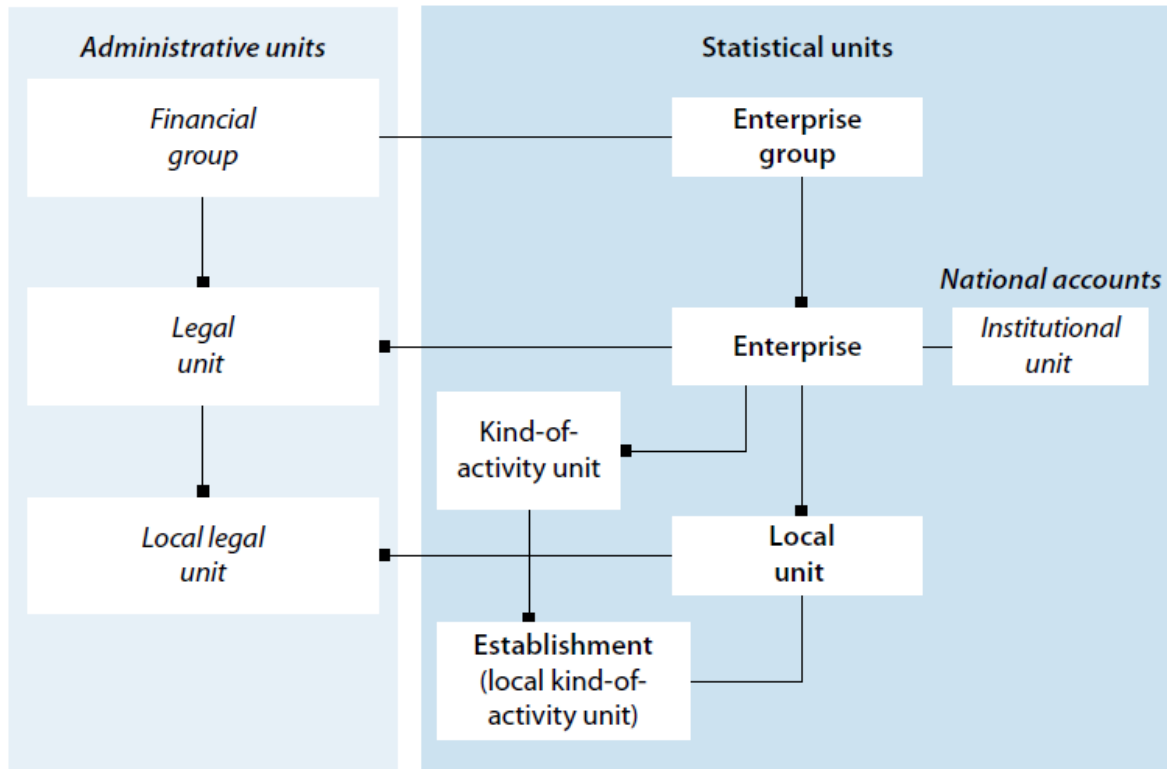 Administrative units
Financial
group
Legal
unit
Local legal
unit
Statistical units
Enterprise
group
National accounts
Enterprise
Institutional
unit
Kind-of-
activity unit
Local
unit
Establishment
(local kind-of-
activity unit)